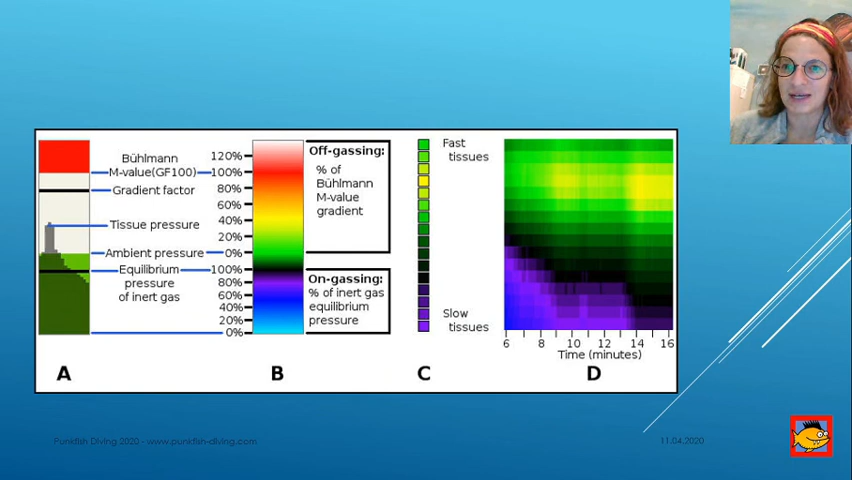 Bühlmann
M-value(GF100)
Gradient factor
Tissue pressure
Ambient pressure
Equilibrium
pressure
of inert gas
120%
100%
80%
60%
40%
20%
0%
100%
80%
60%
40%
20%
0%
Off-gassing:
% of
Bühlmann
M-value
gradient
On-gassing:
% of inert gas
equilibrium
pressure
Fast
tissues
Slow
tissues
6 8 10 12 14 16
Time (minutes)
A B C D
Punkfish Diving 2020 - www.punkfish-diving.com
11.04.2020